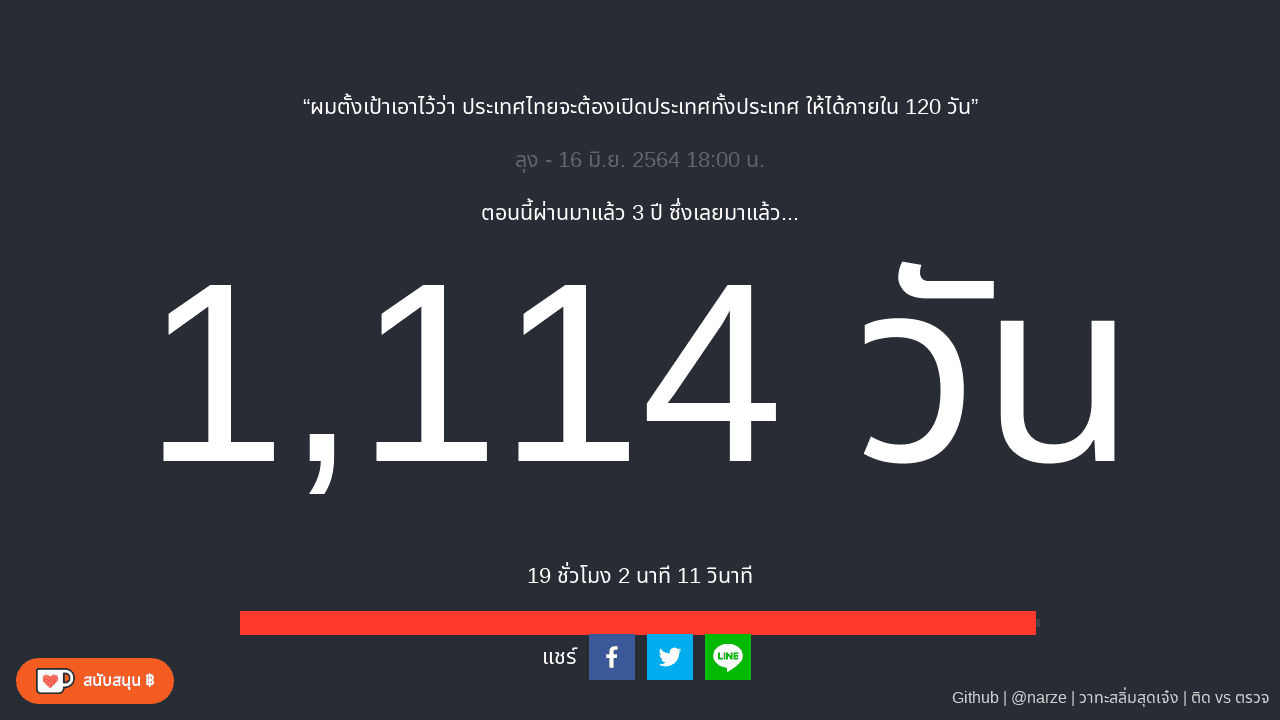 “ผมตั้งเป้าเอาไว้ว่า ประเทศไทยจะต้องเปิดประเทศทั้งประเทศ ให้ได้ภายใน 120 วัน”
ลุง - 16 มิ.ย. 2564 18:00 น.
ตอนนี้ผ่านมาแล้ว 3 ปี ซึ่งเลยมาแล้ว...
1,114 วัน
19 ชั่วโมง 2 นาที 11 วินาที
แชร์
LINE
สนับสนุน ฿
Github | @narze | วาทะสลิ่มสุดเจ๋ง | ติด vs ตรวจ